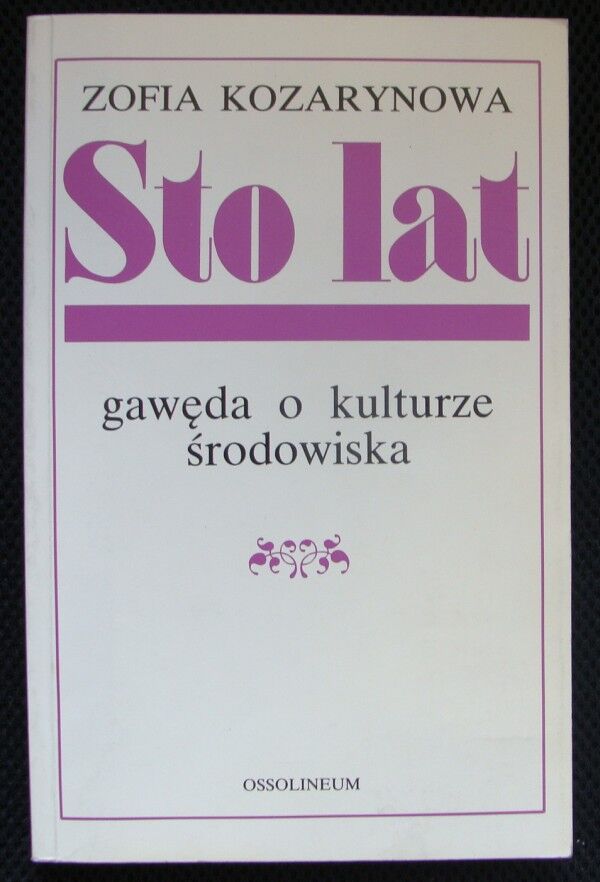 ZOFIA KOZARYNOWA
Sto lat
gawęda o kulturze
środowiska
OSSOLINEUM